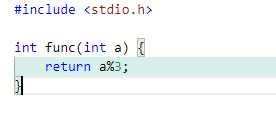 #include <stdio.h>
int func(int a) {
    return a%3;
}